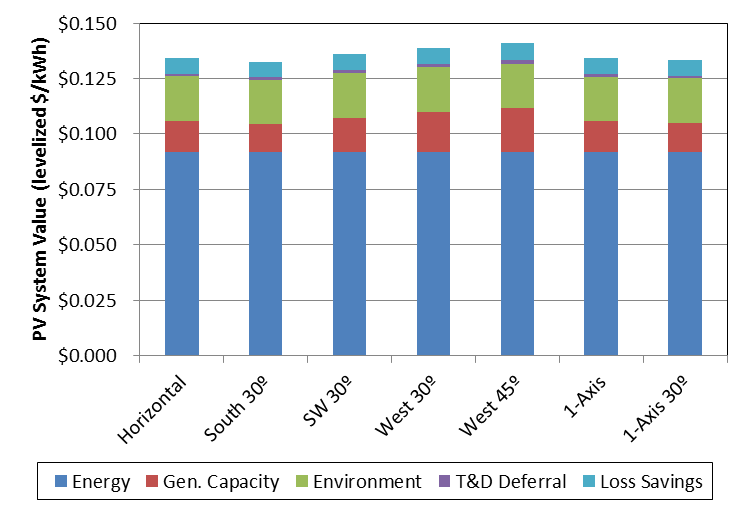 PV System Value (levelized $/kWh)
$0.150
$0.125
$0.100
$0.075
$0.050
$0.025
$0.000
Horizontal
South 30º
SW 30º
West 30º
West 45º
1-Axis
1-Axis 30º
Energy Gen. Capacity Environment T&D Deferral Loss Savings